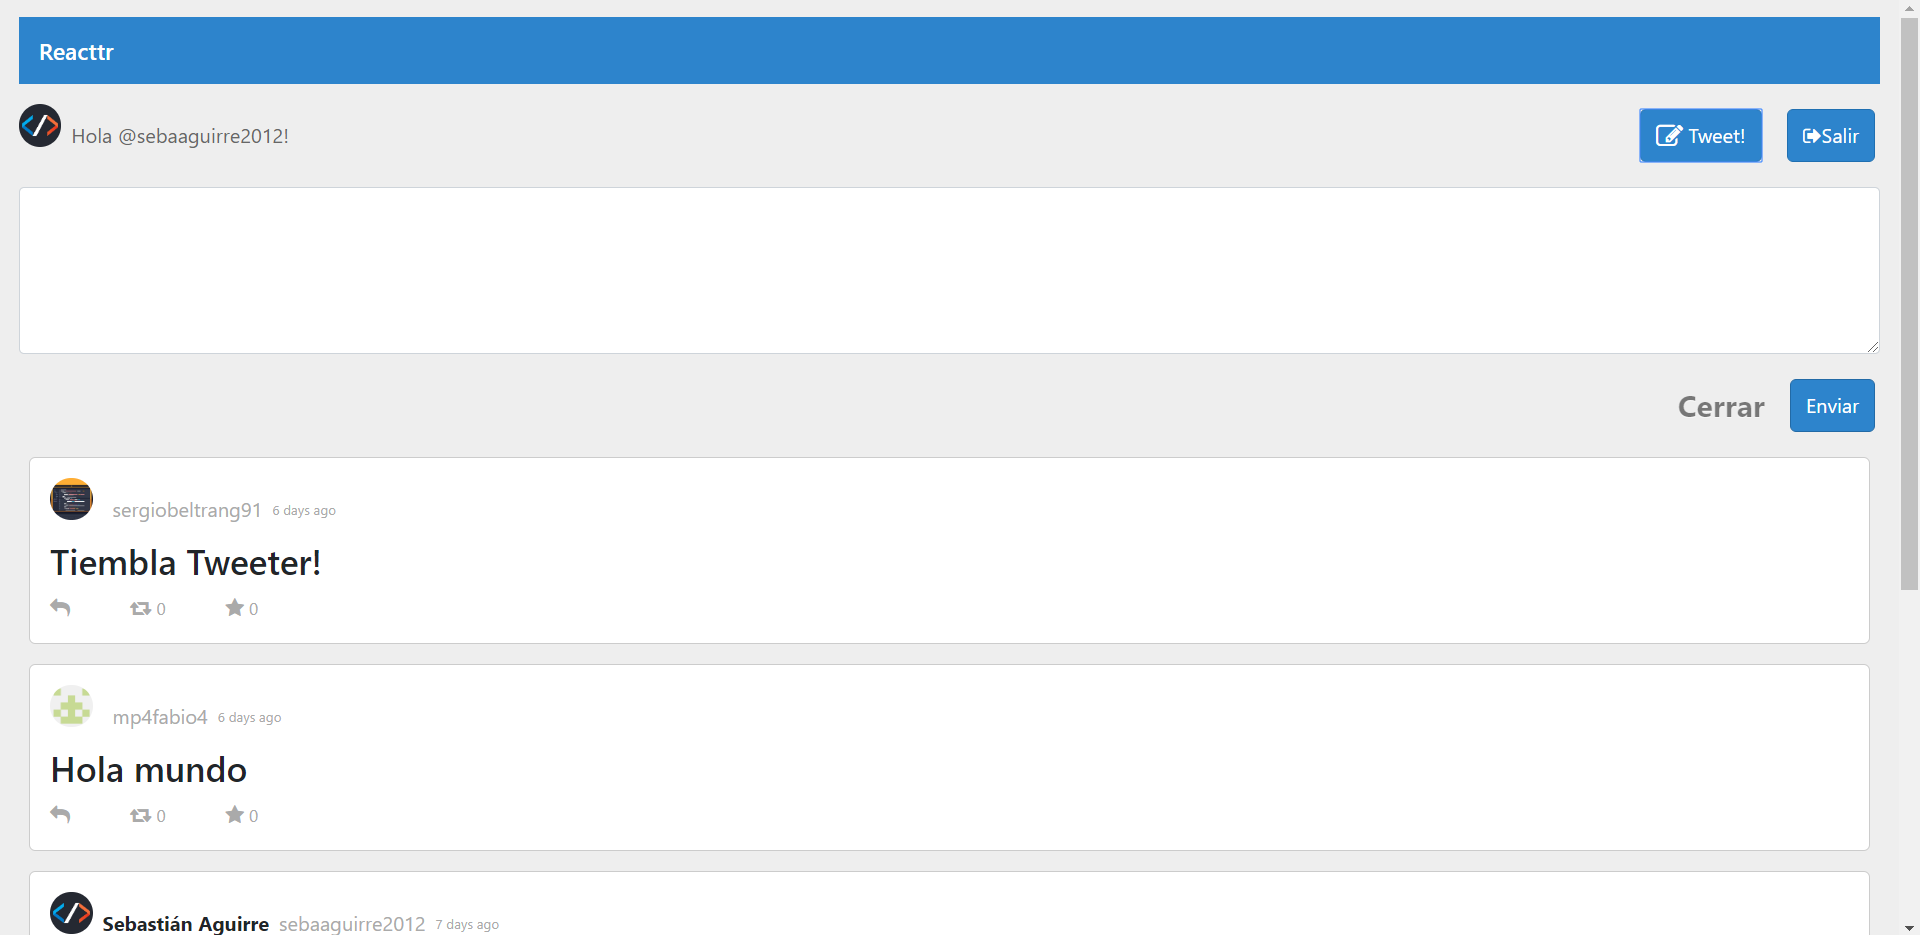 Reacttr
Hola @sebaaguirre2012!
Tweet!
Salir
Cerrar
Enviar
sergiobeltrang91 6 days ago
Tiembla Tweeter!
0 0
mp4fabio4 6 days ago
Hola mundo
0 0
Sebastián Aguirre sebaaguirre2012 7 days ago